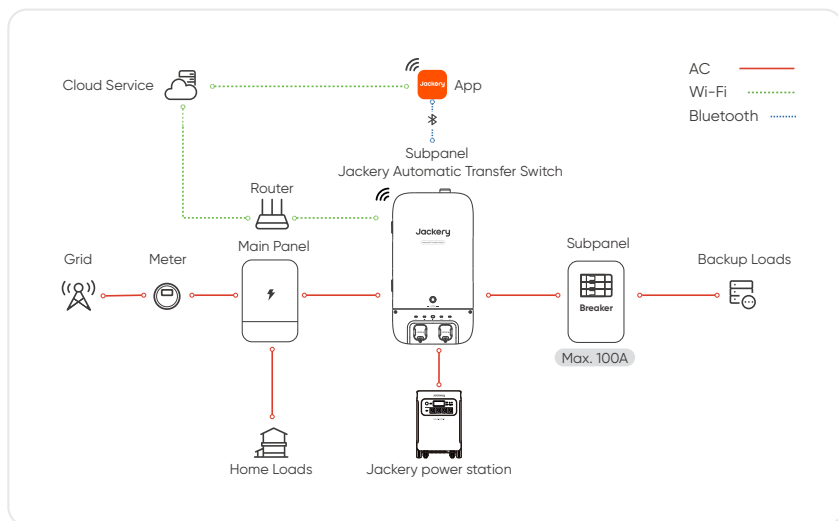 AC
Wi-Fi
Bluetooth
Cloud Service
Jackery
App
Subpanel
Jackery Automatic Transfer Switch
Router
Jackery
Grid
Meter
Main Panel
Subpanel
Breaker
Max. 100A
Backup Loads
Home Loads
Jackery power station